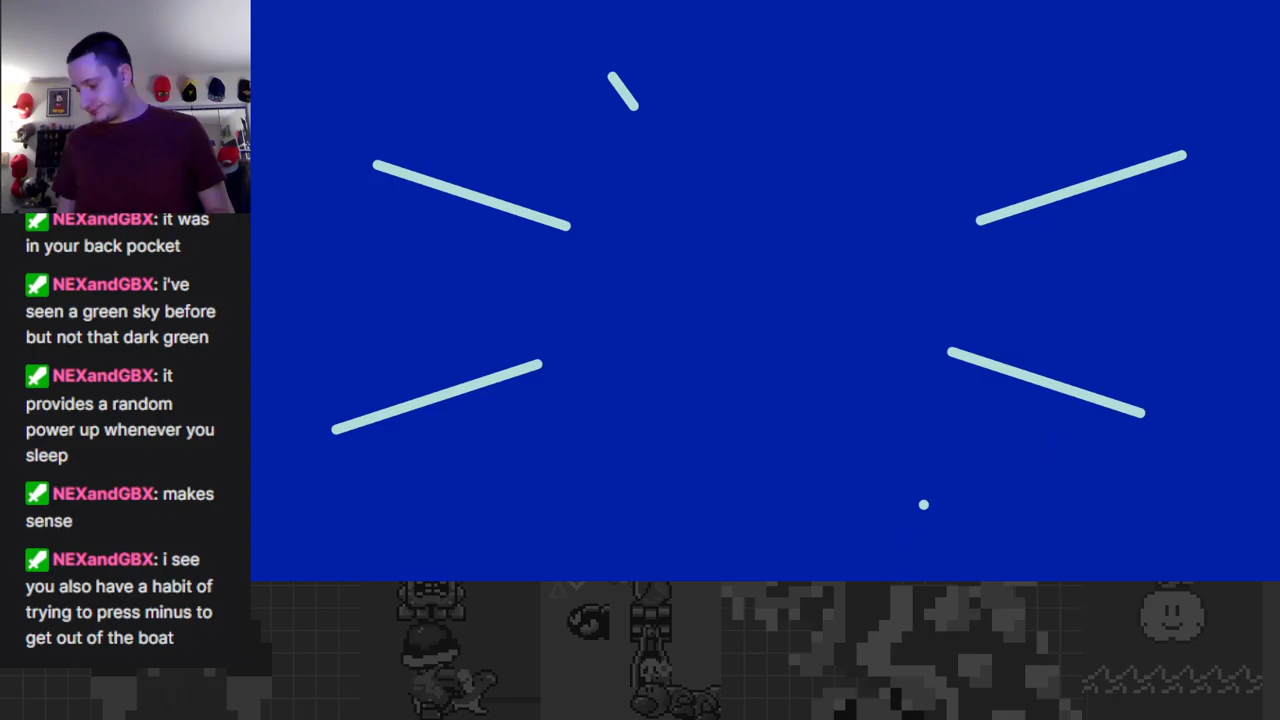 NEXandGBX: it was
in your back pocket
NEXandGBX: i've
seen a green sky before
but not that dark green
NEXandGBX: it
provides a random
power up whenever you
sleep
NEXandGBX: makes
sense
NEXandGBX: i see
you also have a habit of
trying to press minus to
get out of the boat